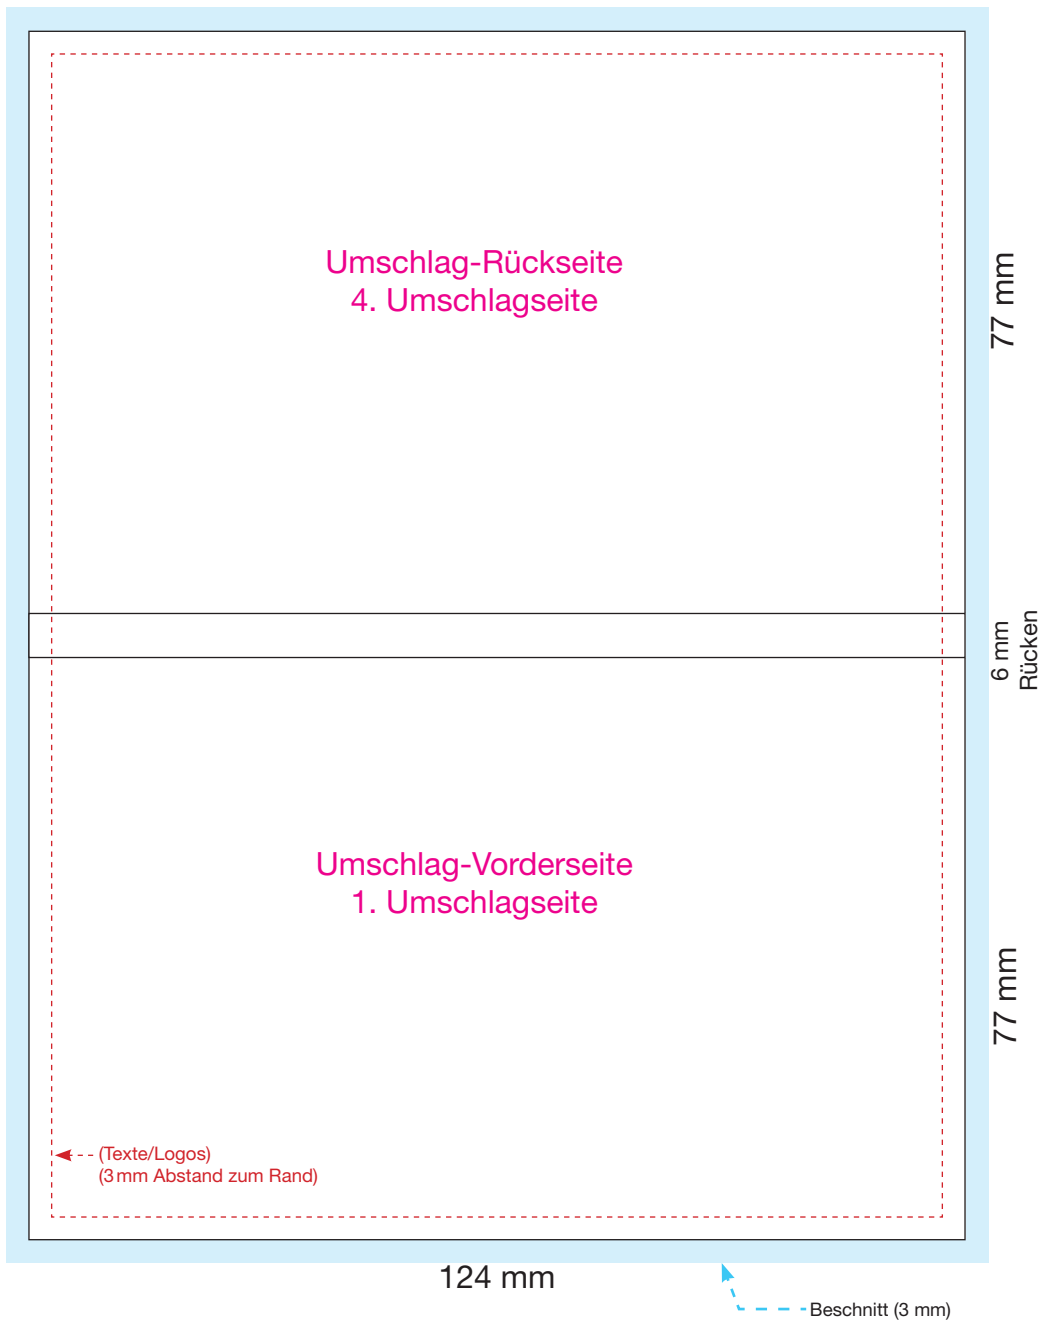 Umschlag-Rückseite
4. Umschlagseite
77 mm
6 mm
Rücken
Umschlag-Vorderseite
1. Umschlagseite
77 mm
(Texte/Logos)
(3 mm Abstand zum Rand)
124 mm
Beschnitt (3 mm)